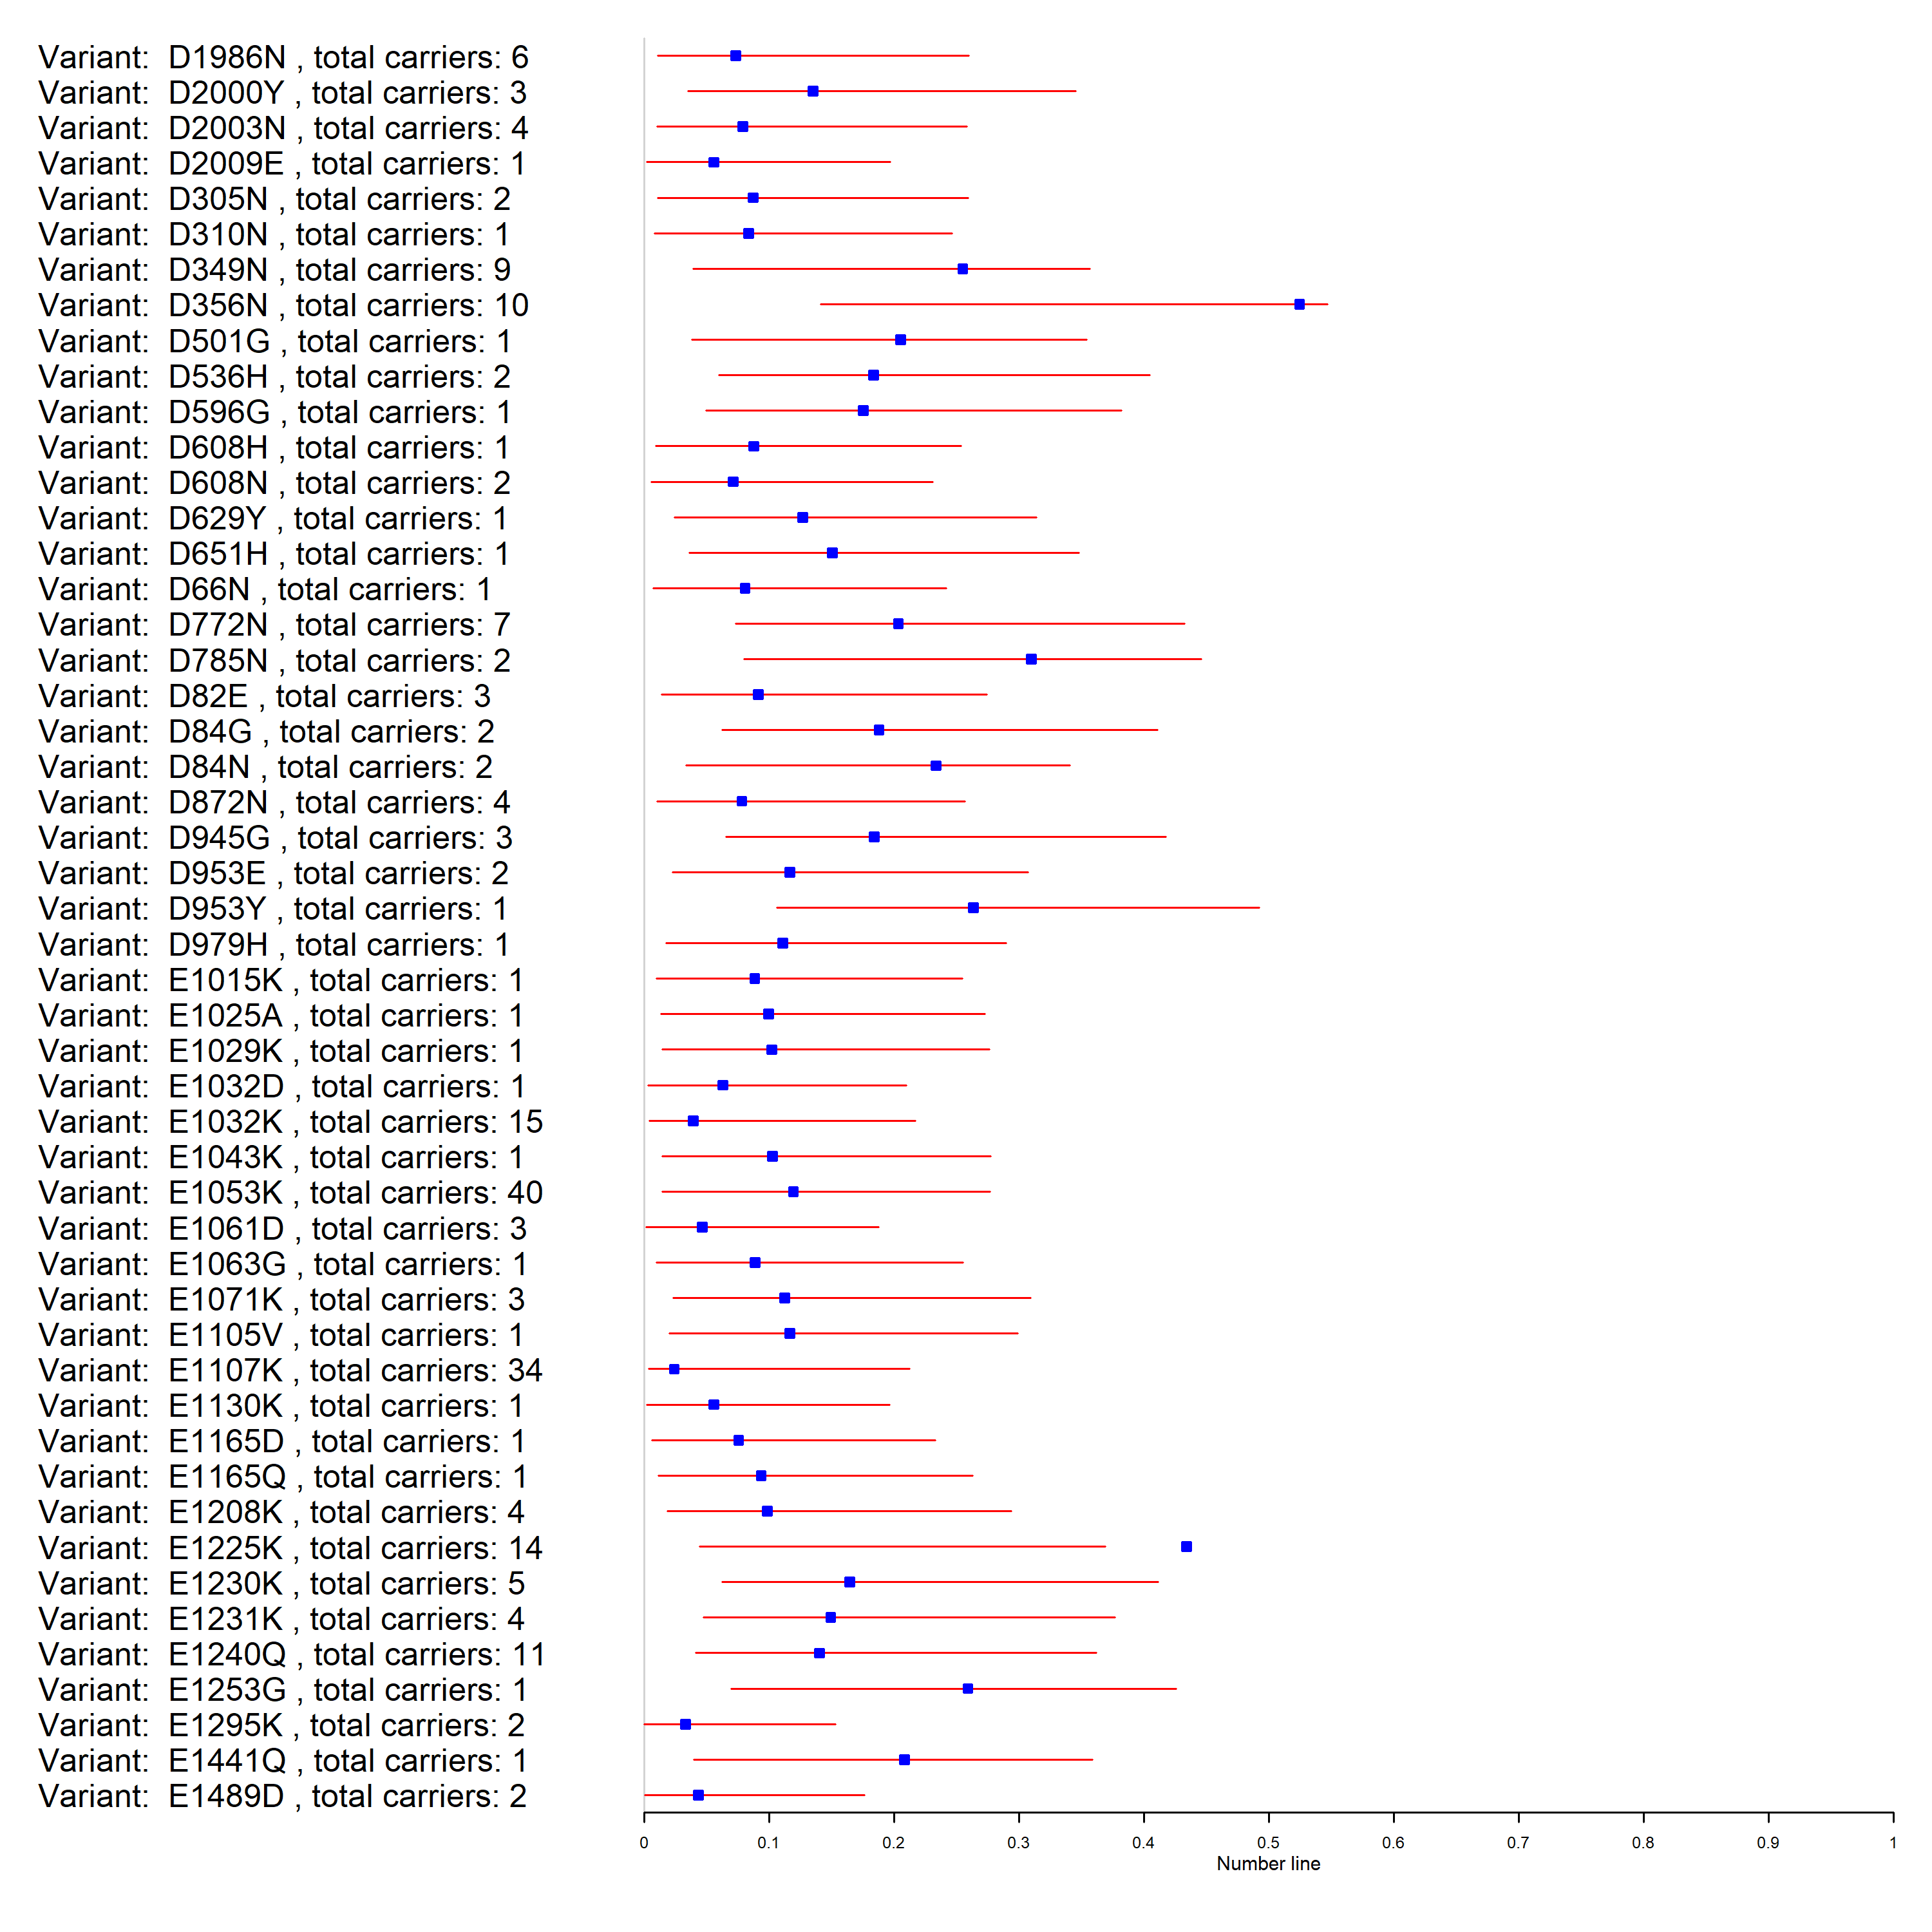 Variant:  D1986N , total carriers: 6
Variant:  D2000Y , total carriers: 3
Variant:  D2003N , total carriers: 4
Variant:  D2009E , total carriers: 1
Variant:  D305N , total carriers: 2
Variant:  D310N , total carriers: 1
Variant:  D349N , total carriers: 9
Variant:  D356N , total carriers: 10
Variant:  D501G , total carriers: 1
Variant:  D536H , total carriers: 2
Variant:  D596G , total carriers: 1
Variant:  D608H , total carriers: 1
Variant:  D608N , total carriers: 2
Variant:  D629Y , total carriers: 1
Variant:  D651H , total carriers: 1
Variant:  D66N , total carriers: 1
Variant:  D772N , total carriers: 7
Variant:  D785N , total carriers: 2
Variant:  D82E , total carriers: 3
Variant:  D84G , total carriers: 2
Variant:  D84N , total carriers: 2
Variant:  D872N , total carriers: 4
Variant:  D945G , total carriers: 3
Variant:  D953E , total carriers: 2
Variant:  D953Y , total carriers: 1
Variant:  D979H , total carriers: 1
Variant:  E1015K , total carriers: 1
Variant:  E1025A , total carriers: 1
Variant:  E1029K , total carriers: 1
Variant:  E1032D , total carriers: 1
Variant:  E1032K , total carriers: 15
Variant:  E1043K , total carriers: 1
Variant:  E1053K , total carriers: 40
Variant:  E1061D , total carriers: 3
Variant:  E1063G , total carriers: 1
Variant:  E1071K , total carriers: 3
Variant:  E1105V , total carriers: 1
Variant:  E1107K , total carriers: 34
Variant:  E1130K , total carriers: 1
Variant:  E1165D , total carriers: 1
Variant:  E1165Q , total carriers: 1
Variant:  E1208K , total carriers: 4
Variant:  E1225K , total carriers: 14
Variant:  E1230K , total carriers: 5
Variant:  E1231K , total carriers: 4
Variant:  E1240Q , total carriers: 11
Variant:  E1253G , total carriers: 1
Variant:  E1295K , total carriers: 2
Variant:  E1441Q , total carriers: 1
Variant:  E1489D , total carriers: 2
0 0.1 0.2 0.3 0.4 0.5 0.6 0.7 0.8 0.9 1
Number line